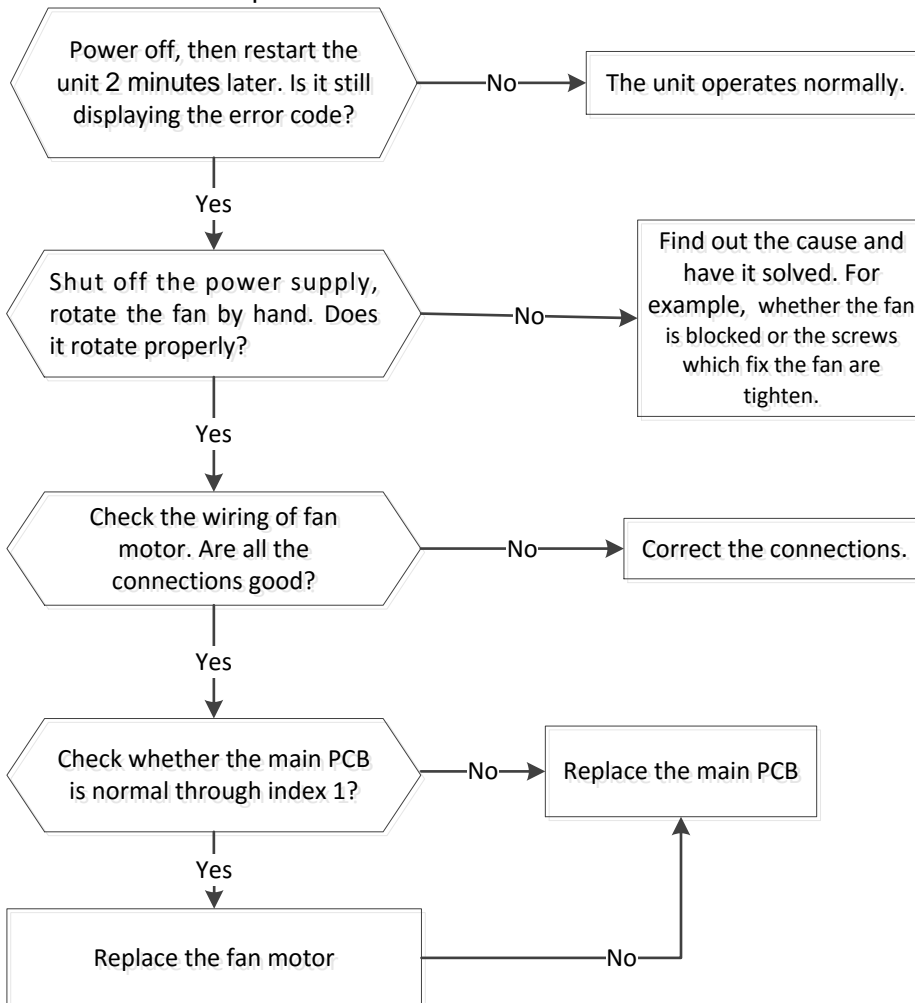 Power off, then restart the
unit 2 minutes later. Is it still
displaying the error code?
No
The unit operates normally.
Yes
Shut off the power supply,
rotate the fan by hand. Does
it rotate properly?
No
Find out the cause and
have it solved. For
example, whether the fan
is blocked or the screws
which fix the fan are
tighten.
Yes
Check the wiring of fan
motor. Are all the
connections good?
No
Correct the connections.
Yes
Check whether the main PCB
is normal through index 1?
No
Replace the main PCB
Yes
Replace the fan motor
No